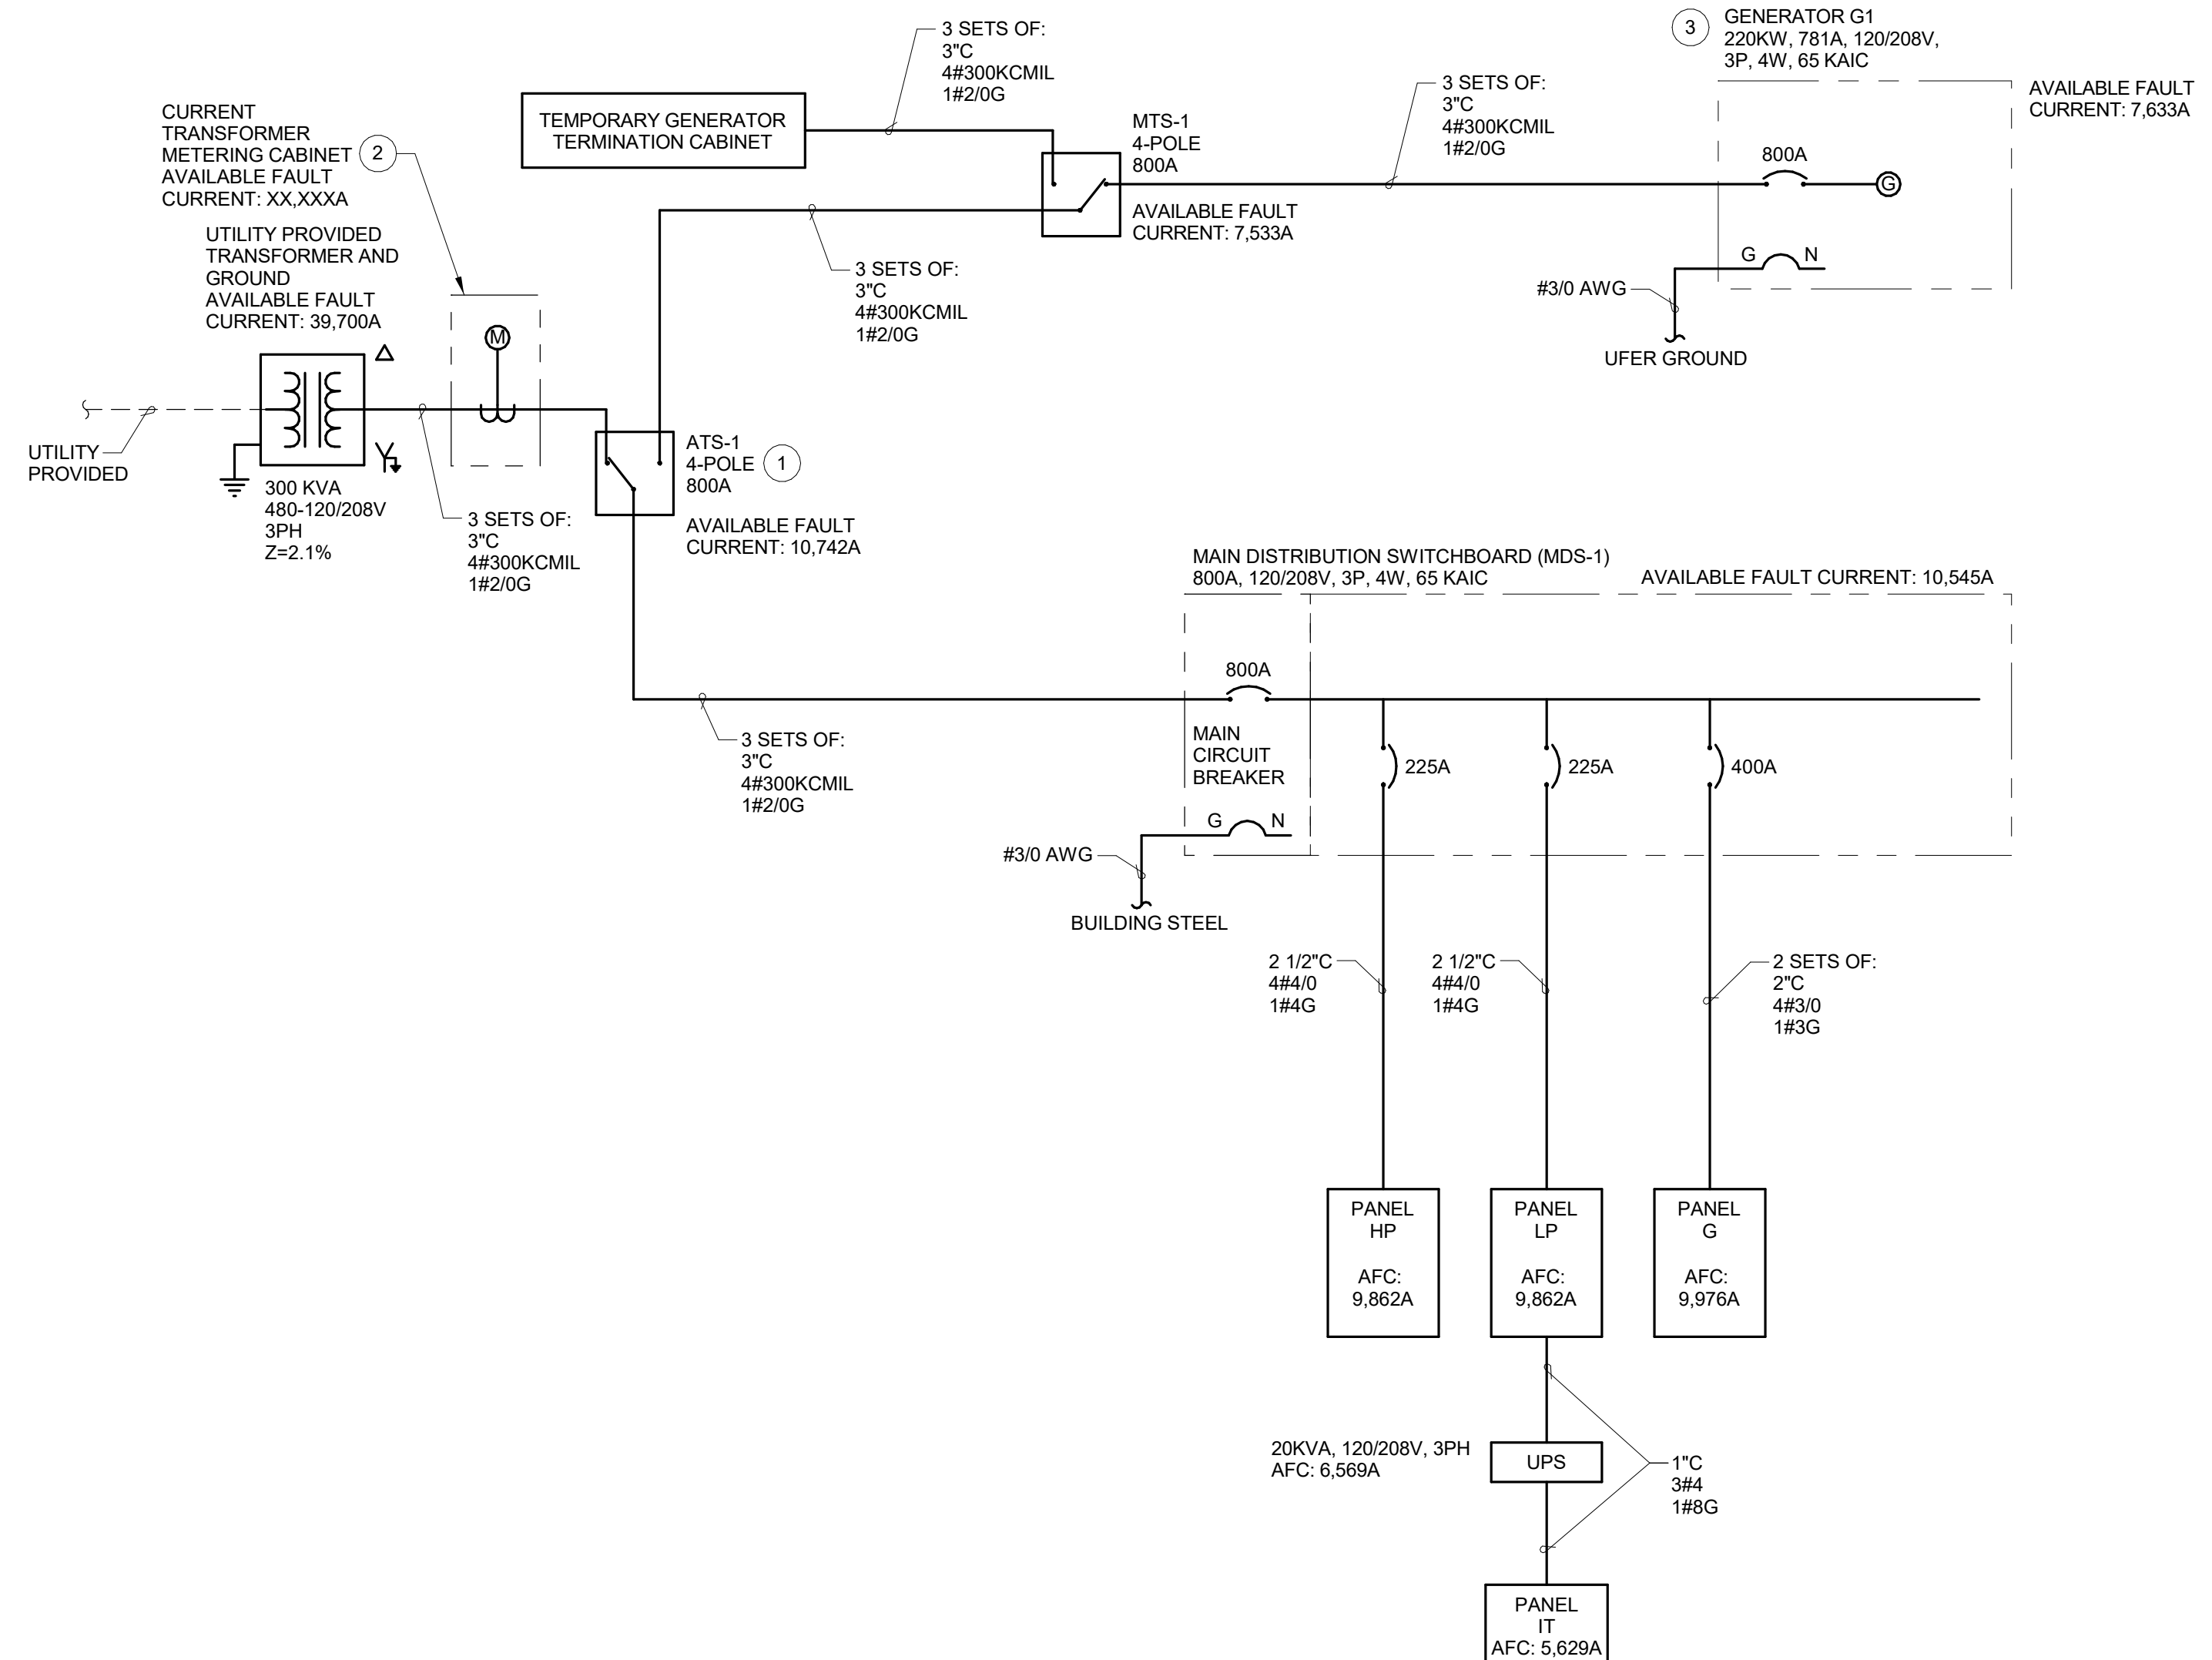 3 SETS OF:
3"C
4#300KCMIL
1#2/0G
3
GENERATOR G1
220KW, 781A, 120/208V,
3P, 4W, 65 KAIC
AVAILABLE FAULT
CURRENT: 7,633A
3 SETS OF:
3"C
4#300KCMIL
1#2/0G
CURRENT
TRANSFORMER
METERING CABINET
AVAILABLE FAULT
CURRENT: XX,XXXA
2
TEMPORARY GENERATOR
TERMINATION CABINET
MTS-1
4-POLE
800A
AVAILABLE FAULT
CURRENT: 7,533A
800A
G
G N
#3/0 AWG
UFER GROUND
UTILITY PROVIDED
TRANSFORMER AND
GROUND
AVAILABLE FAULT
CURRENT: 39,700A
3 SETS OF:
3"C
4#300KCMIL
1#2/0G
M
UTILITY
PROVIDED
300 KVA
480-120/208V
3PH
Z=2.1%
3 SETS OF:
3"C
4#300KCMIL
1#2/0G
ATS-1
4-POLE
800A
1
AVAILABLE FAULT
CURRENT: 10,742A
MAIN DISTRIBUTION SWITCHBOARD (MDS-1)
800A, 120/208V, 3P, 4W, 65 KAIC
AVAILABLE FAULT CURRENT: 10,545A
3 SETS OF:
3"C
4#300KCMIL
1#2/0G
800A
MAIN
CIRCUIT
BREAKER
G N
225A
225A
400A
#3/0 AWG
BUILDING STEEL
2 1/2"C
4#4/0
1#4G
2 1/2"C
4#4/0
1#4G
2 SETS OF:
2"C
4#3/0
1#3G
PANEL
HP
AFC:
9,862A
PANEL
LP
AFC:
9,862A
PANEL
G
AFC:
9,976A
20KVA, 120/208V, 3PH
AFC: 6,569A
UPS
1"C
3#4
1#8G
PANEL
IT
AFC: 5,629A